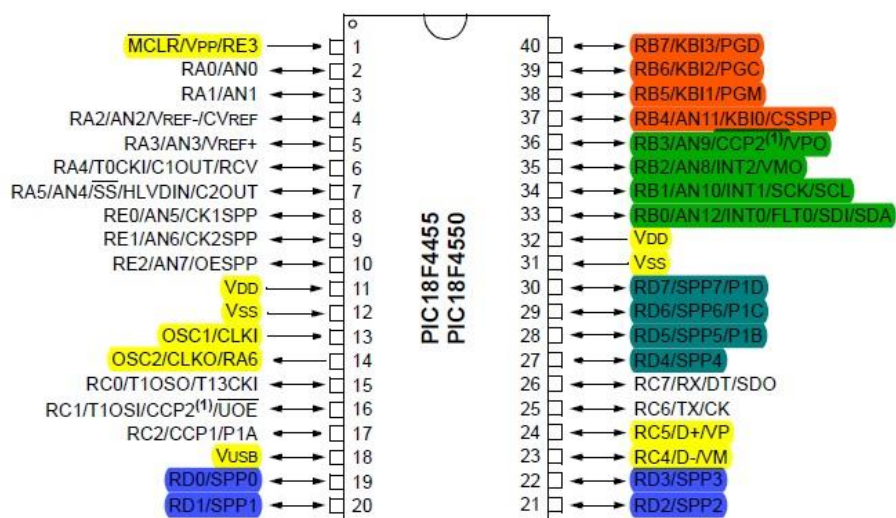 MCLR/VPP/RE3 1
RA0/AN0 2
RA1/AN1 3
RA2/AN2/VREF-/CVREF 4
RA3/AN3/VREF+ 5
RA4/T0CKI/C1OUT/RCV 6
RA5/AN4/SS/HLVDIN/C2OUT 7
RE0/AN5/CK1SPP 8
RE1/AN6/CK2SPP 9
RE2/AN7/OESPP 10
VDD 11
VSS 12
OSC1/CLKI 13
OSC2/CLKO/RA6 14
RC0/T1OSO/T13CKI 15
RC1/T1OSI/CCP2(1)/UOE 16
RC2/CCP1/P1A 17
VUSB 18
RD0/SPP0 19
RD1/SPP1 20
PIC18F4455
PIC18F4550
40 RB7/KBI3/PGD
39 RB6/KBI2/PGC
38 RB5/KBI1/PGM
37 RB4/AN11/KBI0/CSSPP
36 RB3/AN9/CCP2(1)/VPO
35 RB2/AN8/INT2/VMO
34 RB1/AN10/INT1/SCK/SCL
33 RB0/AN12/INT0/FLT0/SDI/SDA
32 VDD
31 VSS
30 RD7/SPP7/P1D
29 RD6/SPP6/P1C
28 RD5/SPP5/P1B
27 RD4/SPP4
26 RC7/RX/DT/SDO
25 RC6/TX/CK
24 RC5/D+/VP
23 RC4/D-/VM
22 RD3/SPP3
21 RD2/SPP2